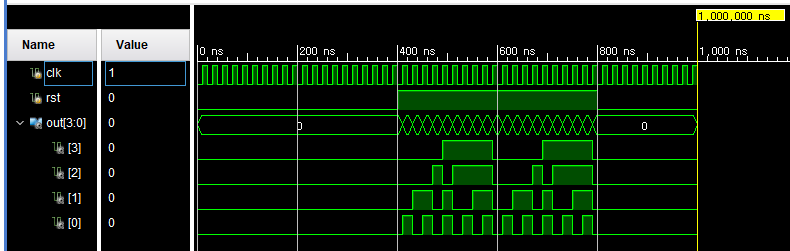 1,000,000 ns
Name Value
0 ns 200 ns 400 ns 600 ns 800 ns 1,000 ns
clk 1
rst 0
out[3:0] 0 0 0
[3] 0
[2] 0
[1] 0
[0] 0